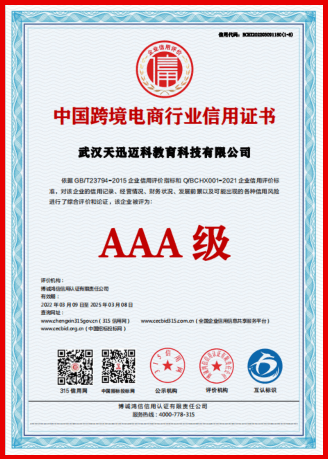 企业信用评价
信
中国跨境电商行业信用证书
武汉天迅迈科教育科技有限公司
依据 GB/T23794-2015 企业信用评价指标和 Q/BCHX001-2021 企业信用评价标
准，对该企业的信用记录、经营情况、财务状况、发展前景以及可能出现的各种信用风险
进行了综合评价和论证，该企业被评为：
AAA 级
评价机构：
博诚鸿信信用认证有限责任公司
有效期：
2022 年 03 月 09 日至 2025 年 03 月 08 日
查询网址：
www.chengxin315.gov.cn（315 信用网） www.cecbid315.com.cn（全国企业信用信息共享服务平台）
www.cecbid.org.cn（中国招标投标网）
315 信用网 中国招标投标网 公示机构 评价机构 互认标识
博诚鸿信信用认证有限责任公司
服务热线：4000-778-315